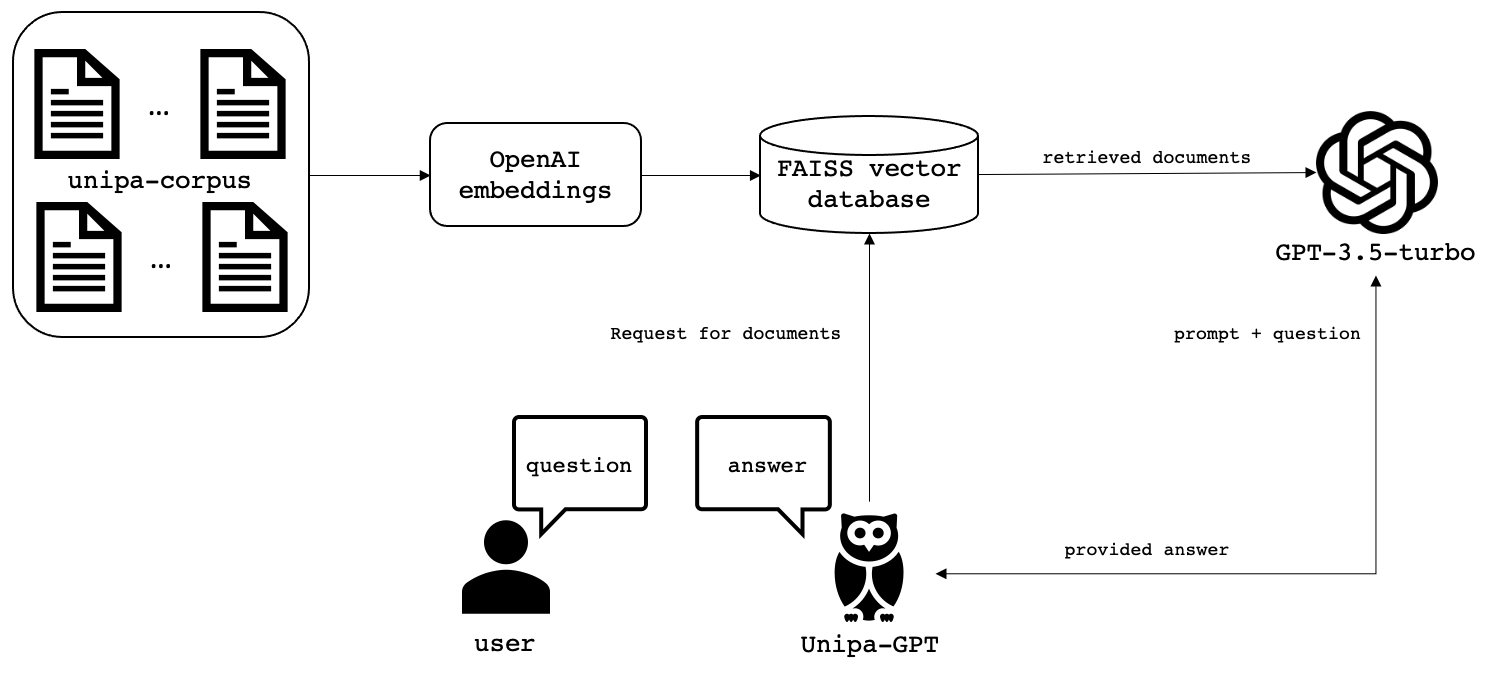 ...
unipa-corpus
...
OpenAI
embeddings
FAISS vector
database
retrieved documents
GPT-3.5-turbo
Request for documents
prompt + question
question
answer
provided answer
user
Unipa-GPT